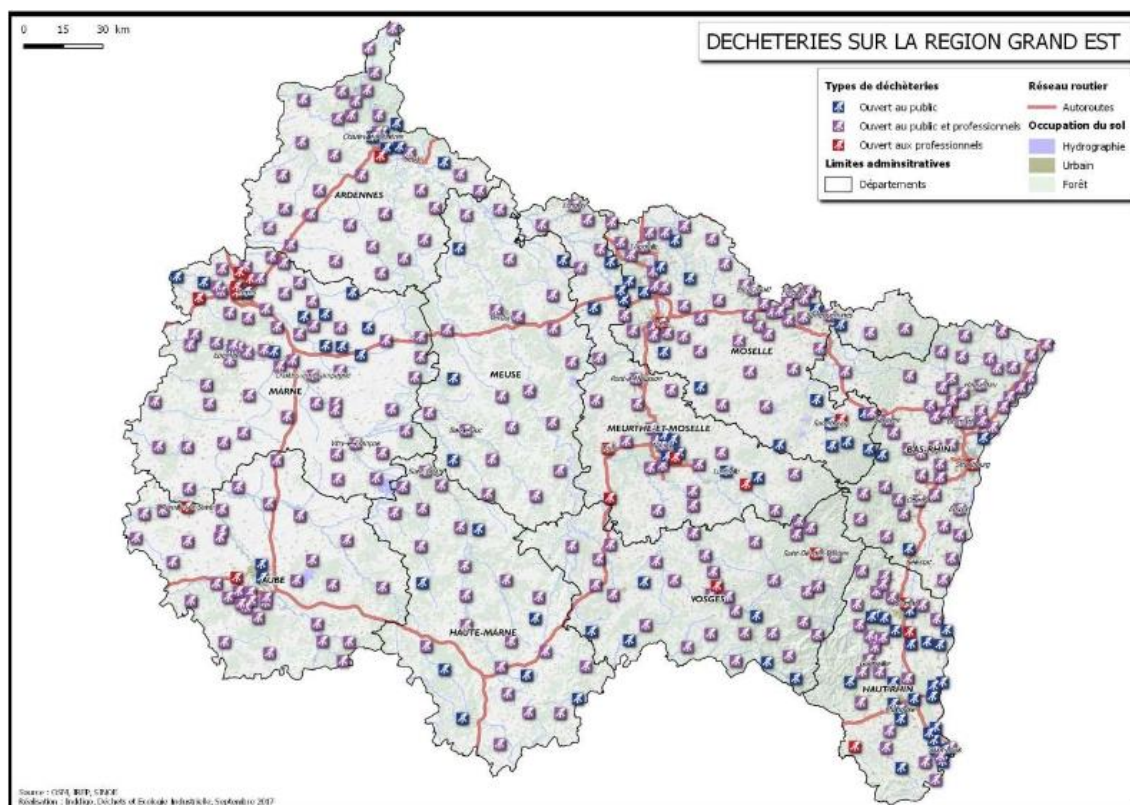 0 15 30 km
DECHETERIES SUR LA REGION GRAND EST
Types de déchèteries
Ouvert au public
Ouvert au public et professionnels
Ouvert aux professionnels
Limites adminsitratives
Départements
Réseau routier
Autoroutes
Occupation du sol
Hydrographie
Urbain
Forêt
ARDENNES
MOSELLE
MEUSE
MARNE
MEURTHE-ET-MOSELLE
BAS-RHIN
AUBE
VOSGES
HAUTE-MARNE
HAUT-RHIN
Source : OSM, IREP, SINOE
Réalisation : Inddigo, Déchets et Ecologie Industrielle, Septembre 2017